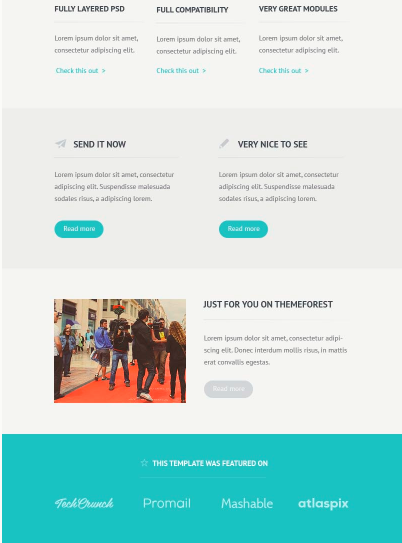 FULLY LAYERED PSD
FULL COMPATIBILITY
VERY GREAT MODULES
Lorem ipsum dolor sit amet,
consectetur adipiscing elit.
Lorem ipsum dolor sit amet,
consectetur adipiscing elit.
Lorem ipsum dolor sit amet,
consectetur adipiscing elit.
Check this out >
Check this out >
Check this out >
SEND IT NOW
Lorem ipsum dolor sit amet, consectetur
adipiscing elit. Suspendisse malesuada
sodales risus, a adipiscing lorem.
Read more
VERY NICE TO SEE
Lorem ipsum dolor sit amet, consectetur
adipiscing elit. Suspendisse malesuada
sodales risus, a adipiscing lorem.
Read more
JUST FOR YOU ON THEMEFOREST
Lorem ipsum dolor sit amet, consectetur adipi-
scing elit. Donec interdum mollis risus, in mattis
erat convallis egestas.
Read more
THIS TEMPLATE WAS FEATURED ON
TechCrunch Promail Mashable atlaspix